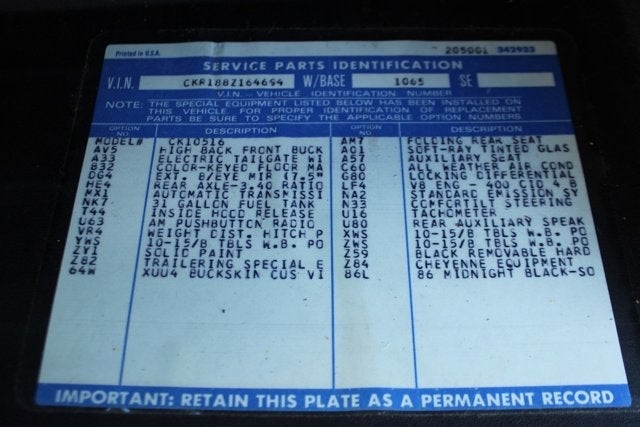 Printed in U.S.A. 205001 342933
SERVICE PARTS IDENTIFICATION
V.I.N. CKR188Z164694 W/BASE 1065 SE
V.I.N. - VEHICLE IDENTIFICATION NUMBER
NOTE: THE SPECIAL EQUIPMENT LISTED BELOW HAS BEEN INSTALLED ON
THIS VEHICLE FOR PROPER IDENTIFICATION OF REPLACEMENT
PARTS BE SURE TO SPECIFY THE APPLICABLE OPTION NUMBERS
OPTION NO. DESCRIPTION OPTION NO. DESCRIPTION
MODEL# CK10516
AV5 HIGH BACK FRONT BUCK
A33 ELECTRIC TAILGATE WI
B32 COLOR-KEYED FLOOR MA
DG4 EXT. B/EYE MIR (7.5"
HE4 REAR AXLE-3.40 RATIO
MX1 AUTOMATIC TRANSMISSI
NK7 31 GALLON FUEL TANK
T44 INSIDE HOOD RELEASE
U63 AM PUSHBUTTON RADIO
VR4 WEIGHT DIST. HITCH P
YWS 10-15/8 TBLS W.B. PO
ZY1 SOLID PAINT
Z82 TRAILERING SPECIAL E
64W XUU4 BUCKSKIN CUS VI
AM7 FOLDING REAR SEAT
A01 SOFT-RAY TINTED GLAS
A57 AUXILIARY SEAT
C60 ALL WEATHER AIR COND
G80 LOCKING DIFFERENTIAL
LF4 V8 ENG. - 400 CID 4-B
NA2 STANDARD EMISSION SY
N33 COMFORTILT STEERING
U16 TACHOMETER
U80 REAR AUXILIARY SPEAK
XWS 10-15/8 TBLS W.B. PO
ZWS 10-15/8 TBLS W.B. PO
Z59 BLACK REMOVABLE HARD
Z84 CHEYENNE EQUIPMENT
86L 86 MIDNIGHT BLACK-SO
IMPORTANT: RETAIN THIS PLATE AS A PERMANENT RECORD